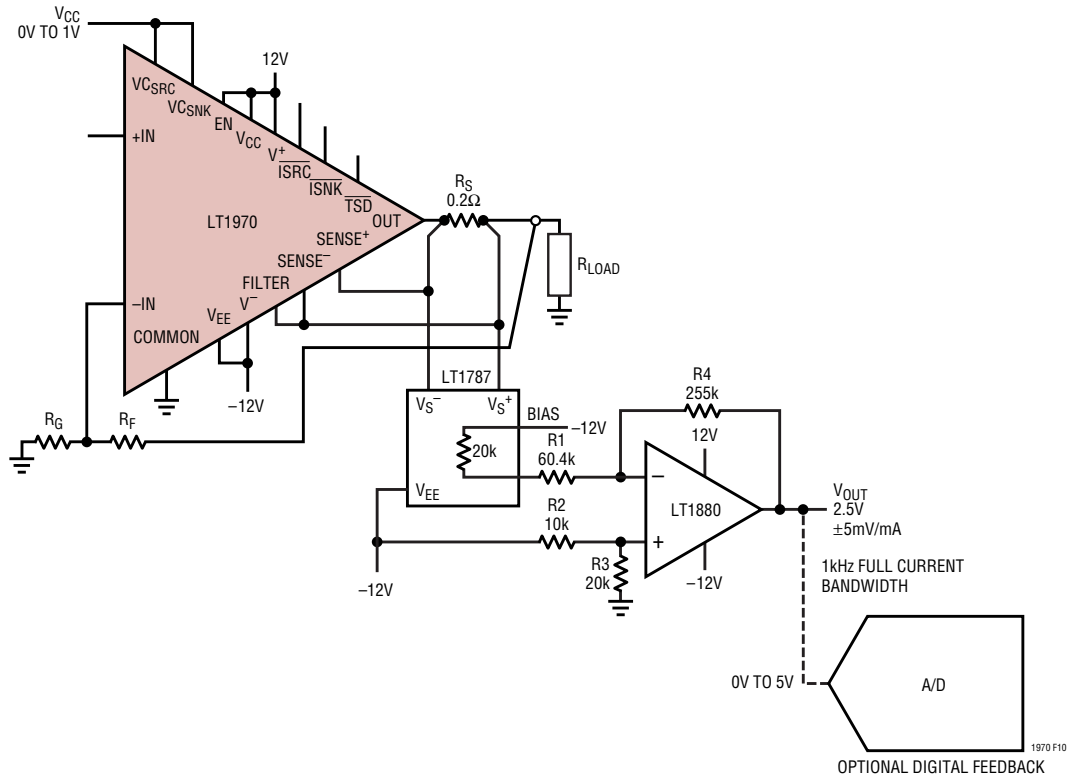 VCC
0V TO 1V
12V
VCSRC
VCSNK
EN
VCC
V+
ISRC
ISNK
TSD
+IN
LT1970
OUT
SENSE+
SENSE–
FILTER
V–
VEE
–IN
COMMON
–12V
RS
0.2Ω
RLOAD
RG
RF
LT1787
VS–
VS+
BIAS
–12V
20k
R1
60.4k
VEE
R2
10k
R3
20k
–12V
R4
255k
12V
–
+
LT1880
–12V
VOUT
2.5V
±5mV/mA
1kHz FULL CURRENT
BANDWIDTH
0V TO 5V
A/D
1970 F10
OPTIONAL DIGITAL FEEDBACK